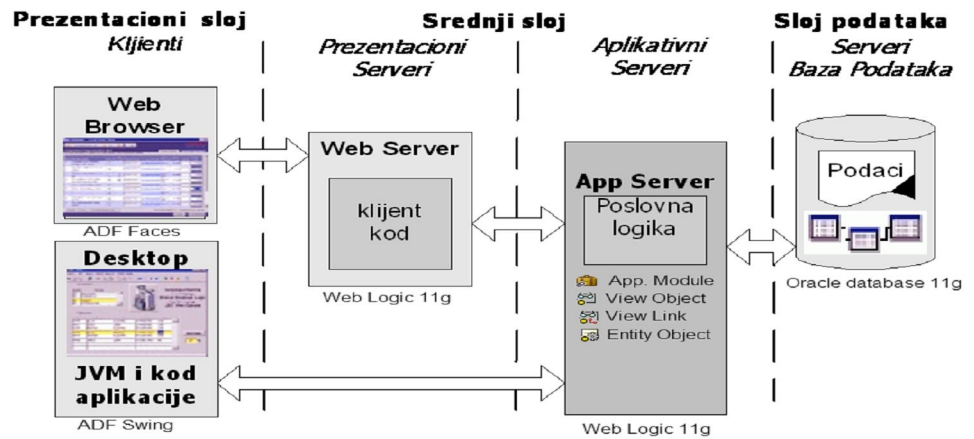 Prezentacioni sloj
Kljienti
Srednji sloj
Prezentacioni
Serveri
Aplikativni
Serveri
Sloj podataka
Serveri
Baza Podataka
Web
Browser
ADF Faces
Desktop
JVM i kod
aplikacije
ADF Swing
Web Server
klijent
kod
Web Logic 11g
App Server
Poslovna
logika
App. Module
View Object
View Link
Entity Object
Web Logic 11g
Podaci
Oracle database 11g